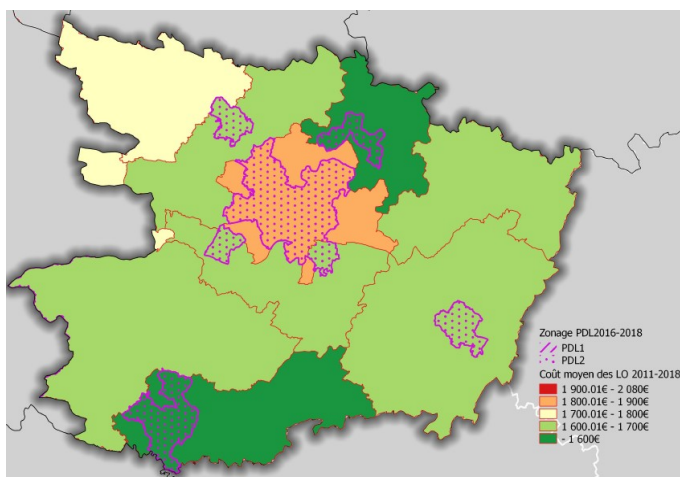 Zonage PDL2016-2018
PDL1
PDL2
Coût moyen des LO 2011-2018
1 900.01€ - 2 080€
1 800.01€ - 1 900€
1 700.01€ - 1 800€
1 600.01€ - 1 700€
- 1 600€